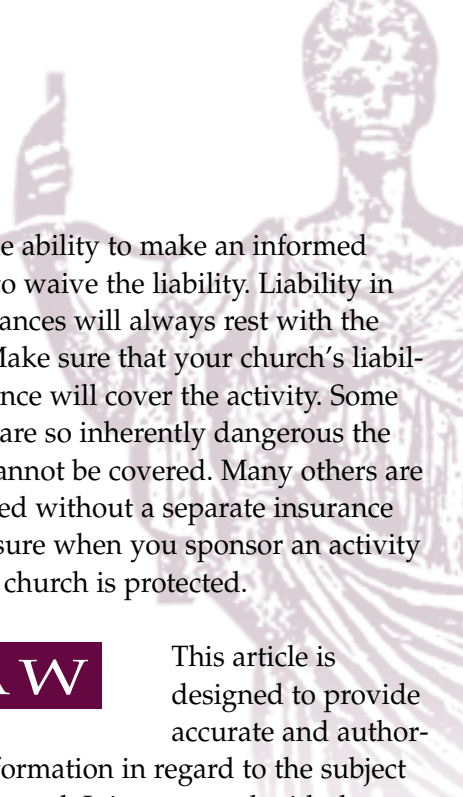 e ability to make an informed
o waive the liability. Liability in
ances will always rest with the
Make sure that your church's liabil-
nce will cover the activity. Some
are so inherently dangerous the
annot be covered. Many others are
ed without a separate insurance
sure when you sponsor an activity
church is protected.
AW
This article is
designed to provide
accurate and author-
formation in regard to the subject